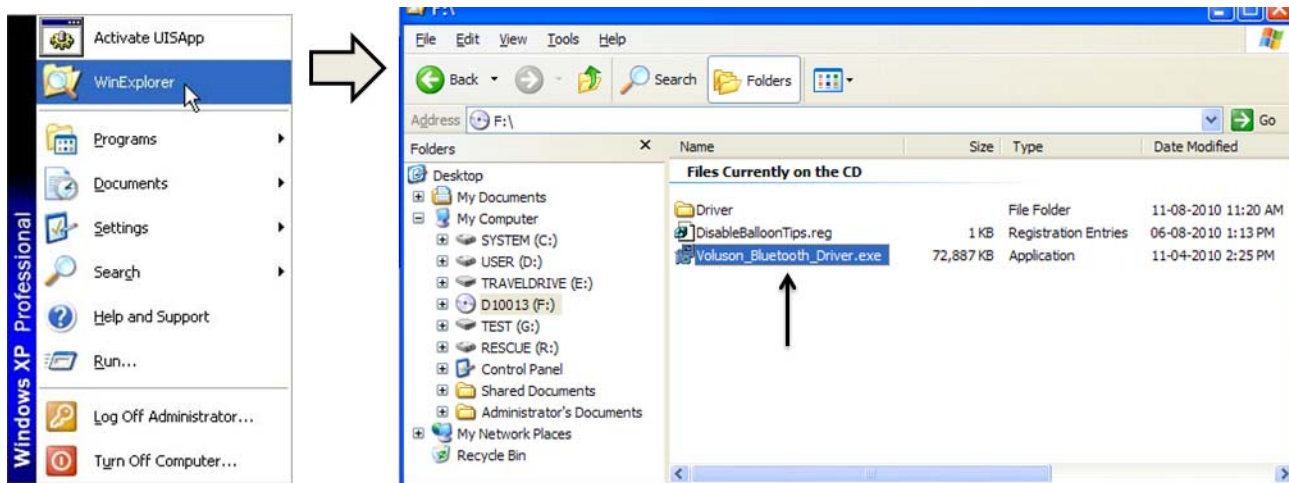 Activate UISApp
WinExplorer
Programs
Documents
Settings
Search
Help and Support
Run...
Log Off Administrator...
Turn Off Computer...
Windows XP Professional
F:\
File Edit View Tools Help
Back Search Folders
Address F:\ Go
Folders x
Desktop
My Documents
My Computer
SYSTEM (C:)
USER (D:)
TRAVELDRIVE (E:)
D10013 (F:)
TEST (G:)
RESCUE (R:)
Control Panel
Shared Documents
Administrator's Documents
My Network Places
Recycle Bin
Name Size Type Date Modified
Files Currently on the CD
Driver File Folder 11-08-2010 11:20 AM
DisableBalloonTips.reg 1 KB Registration Entries 06-08-2010 1:13 PM
Voluson_Bluetooth_Driver.exe 72,887 KB Application 11-04-2010 2:25 PM